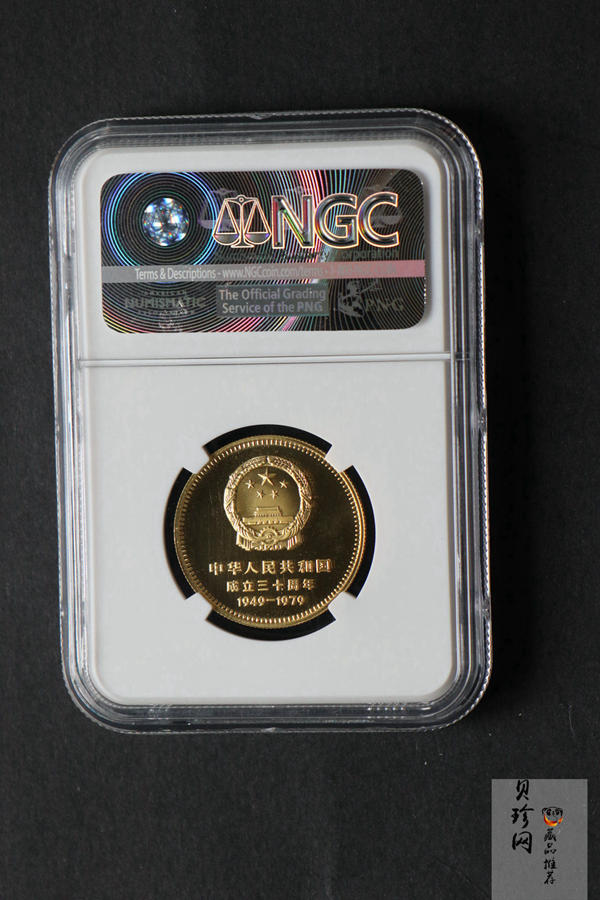 NGC
Corporation
Terms & Descriptions - www.NGCcoin.com/terms
NUMISMATIC
The Official Grading
Service of the PNG
PNG
中华人民共和国
成立三十周年
1949-1979
贝珍网
藏品推荐